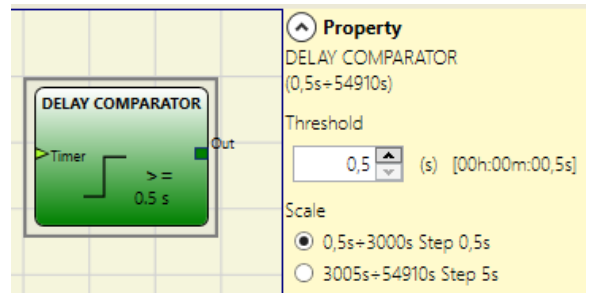 DELAY COMPARATOR
Timer
Out
>=
0.5 s
Property
DELAY COMPARATOR
(0,5s÷54910s)
Threshold
0,5 (s) [00h:00m:00,5s]
Scale
0,5s÷3000s Step 0,5s
3005s÷54910s Step 5s